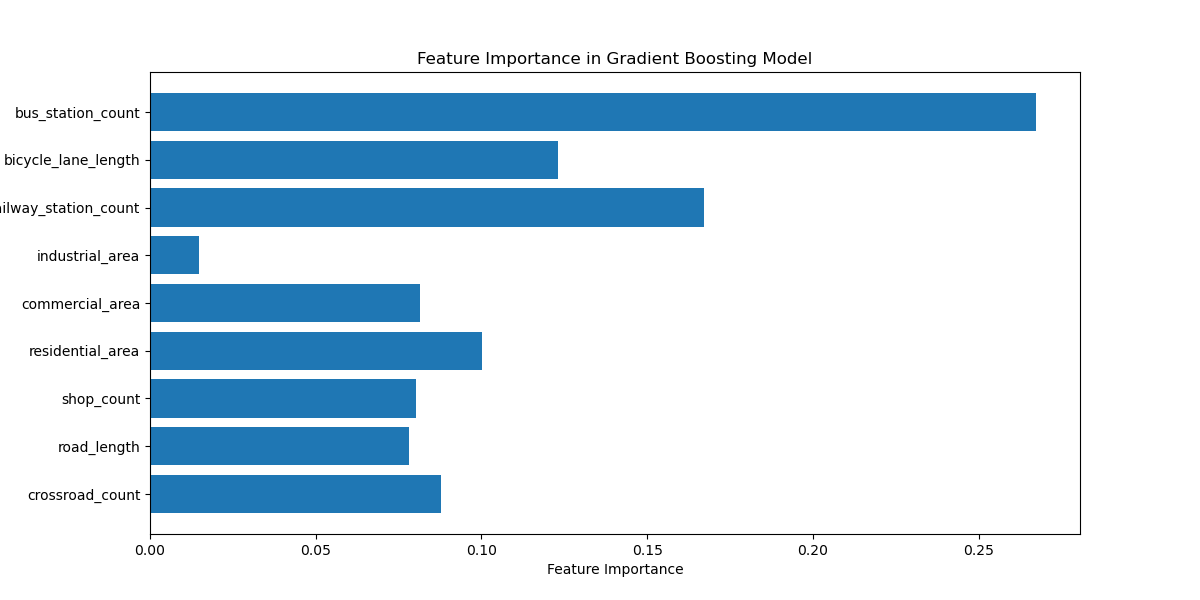 Feature Importance in Gradient Boosting Model
bus_station_count
bicycle_lane_length
ilway_station_count
industrial_area
commercial_area
residential_area
shop_count
road_length
crossroad_count
0.00 0.05 0.10 0.15 0.20 0.25
Feature Importance